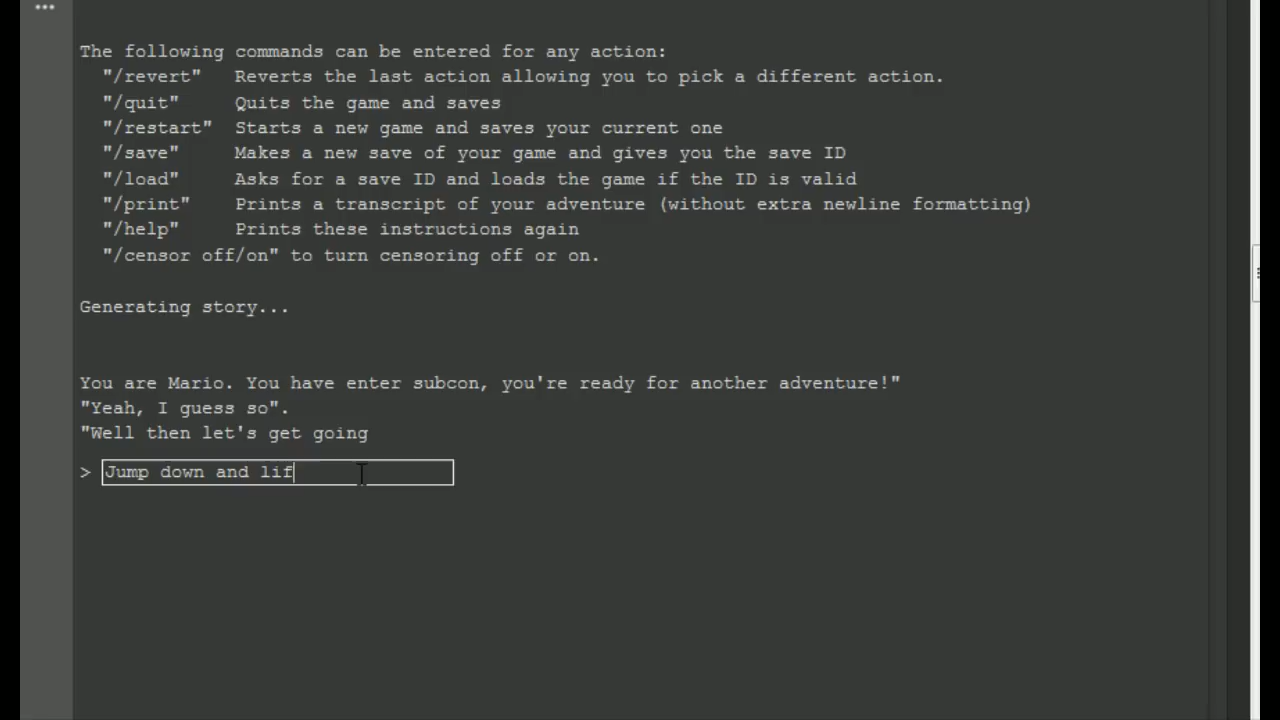 The following commands can be entered for any action:
"/revert" Reverts the last action allowing you to pick a different action.
"/quit" Quits the game and saves
"/restart" Starts a new game and saves your current one
"/save" Makes a new save of your game and gives you the save ID
"/load" Asks for a save ID and loads the game if the ID is valid
"/print" Prints a transcript of your adventure (without extra newline formatting)
"/help" Prints these instructions again
"/censor off/on" to turn censoring off or on.
Generating story...
You are Mario. You have enter subcon, you're ready for another adventure!"
"Yeah, I guess so".
"Well then let's get going
> Jump down and lif